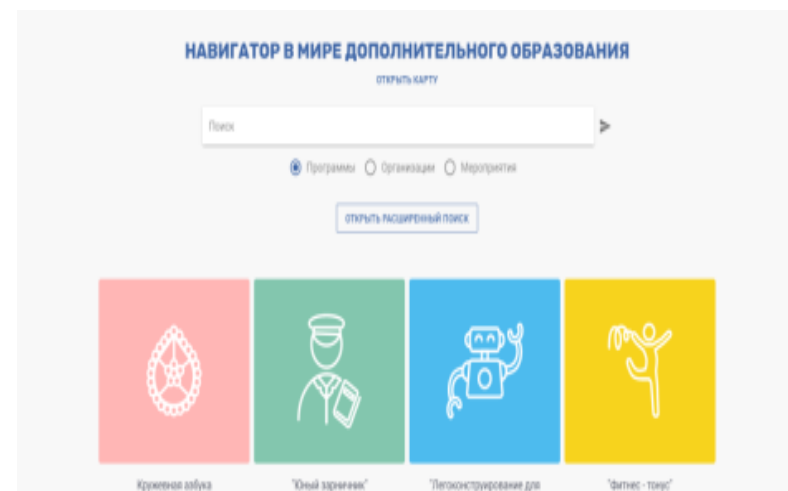 НАВИГАТОР В МИРЕ ДОПОЛНИТЕЛЬНОГО ОБРАЗОВАНИЯ
ОТКРЫТЬ КАРТУ
Поиск
Программы Организации Мероприятия
ОТКРЫТЬ РАСШИРЕННЫЙ ПОИСК
Кружевная азбука "Юный зарничник" "Легоконструирование для "Фитнес - тонус"